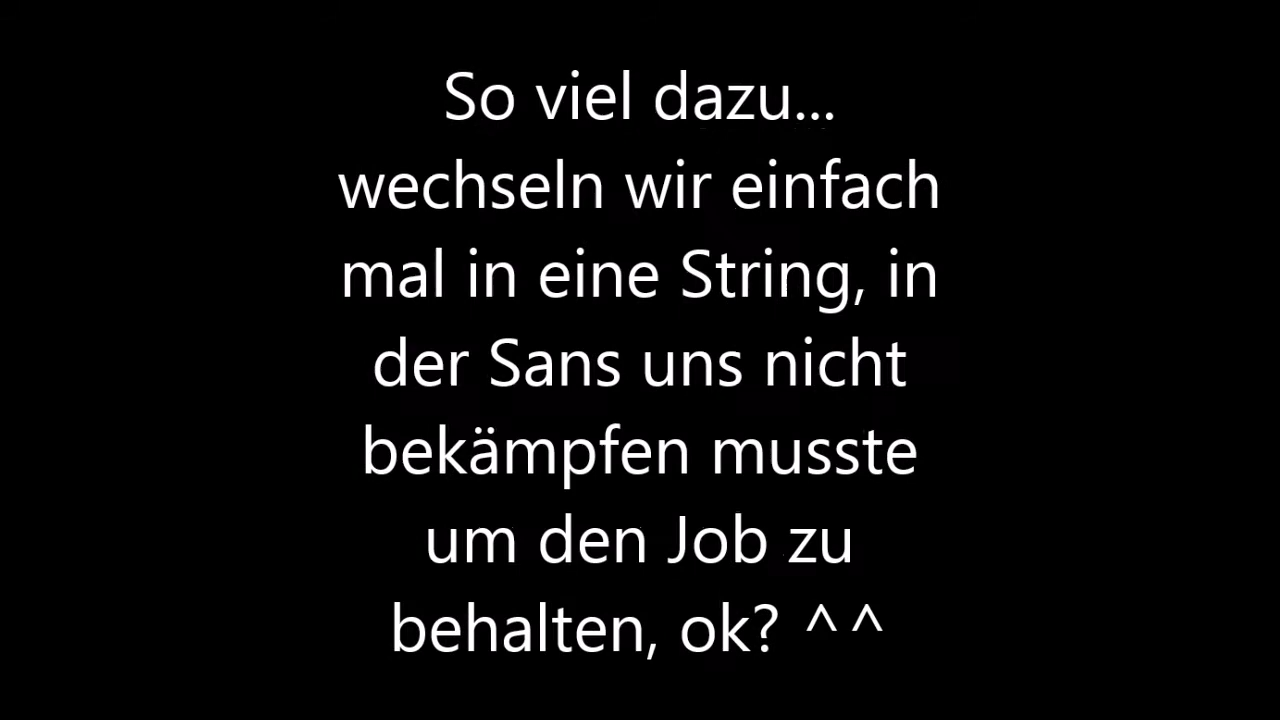 So viel dazu...
wechseln wir einfach
mal in eine String, in
der Sans uns nicht
bekämpfen musste
um den Job zu
behalten, ok? ^^